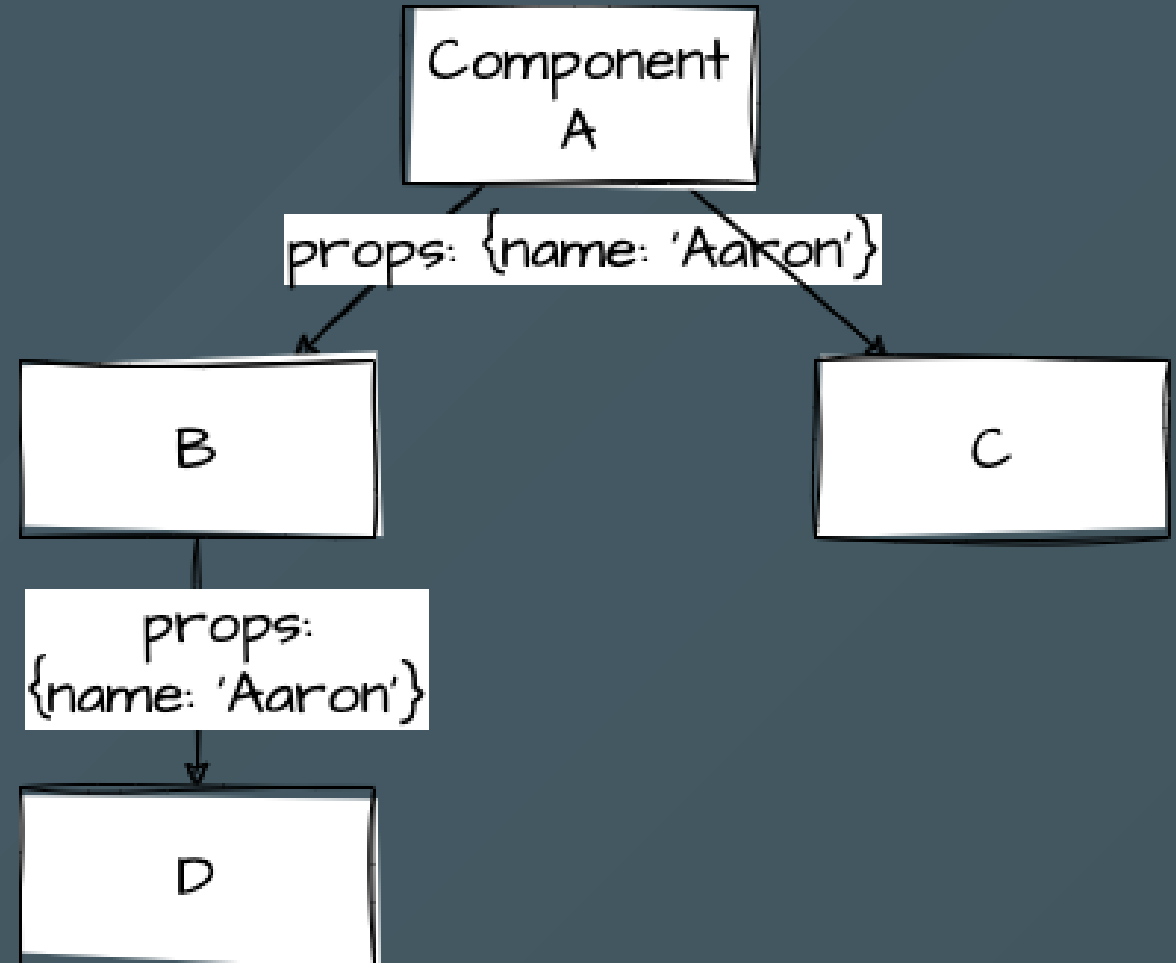 Component
A
props: {name: 'Aaron'}
B
C
props:
{name: 'Aaron'}
D